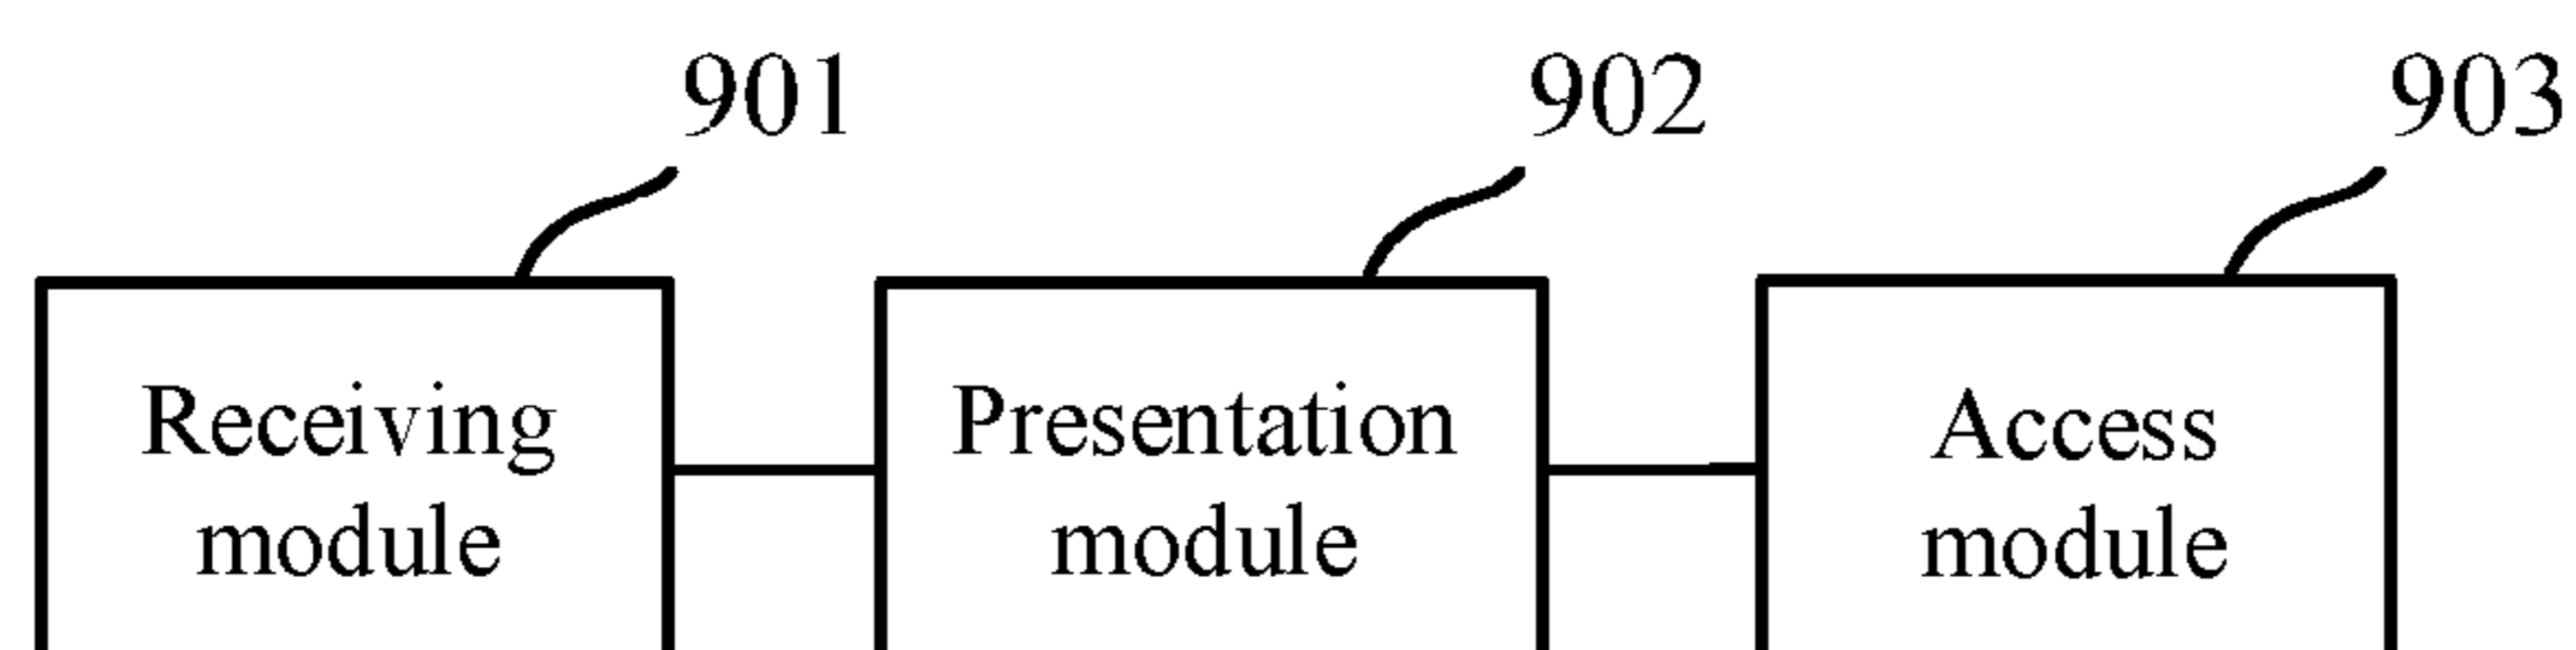 901
902
903
Receiving
module
Presentation
module
Access
module